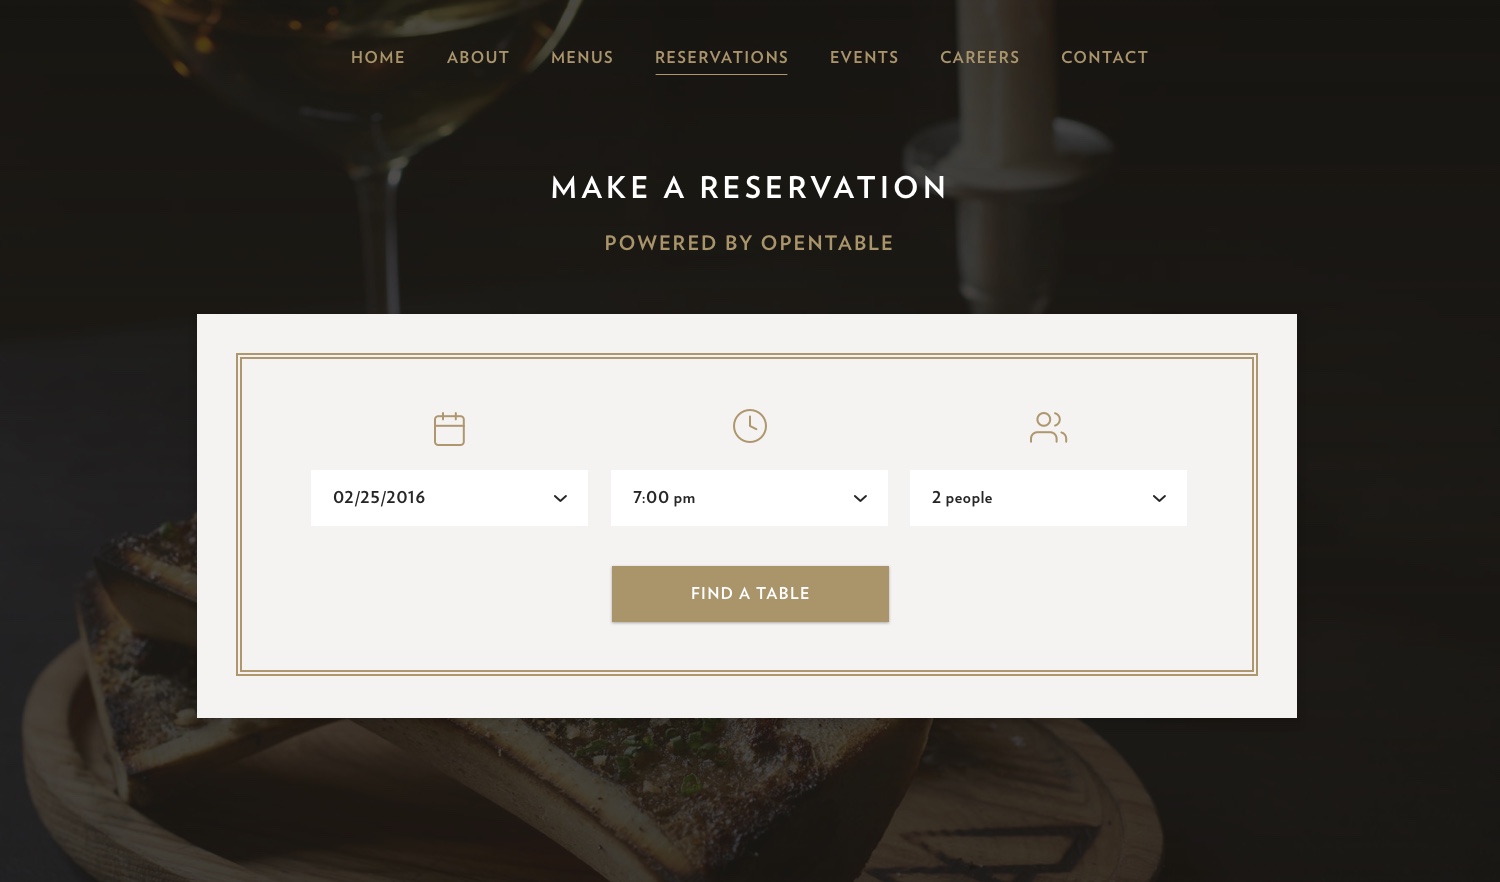 HOME ABOUT MENUS RESERVATIONS EVENTS CAREERS CONTACT
MAKE A RESERVATION
POWERED BY OPENTABLE
02/25/2016 7:00 pm 2 people
FIND A TABLE